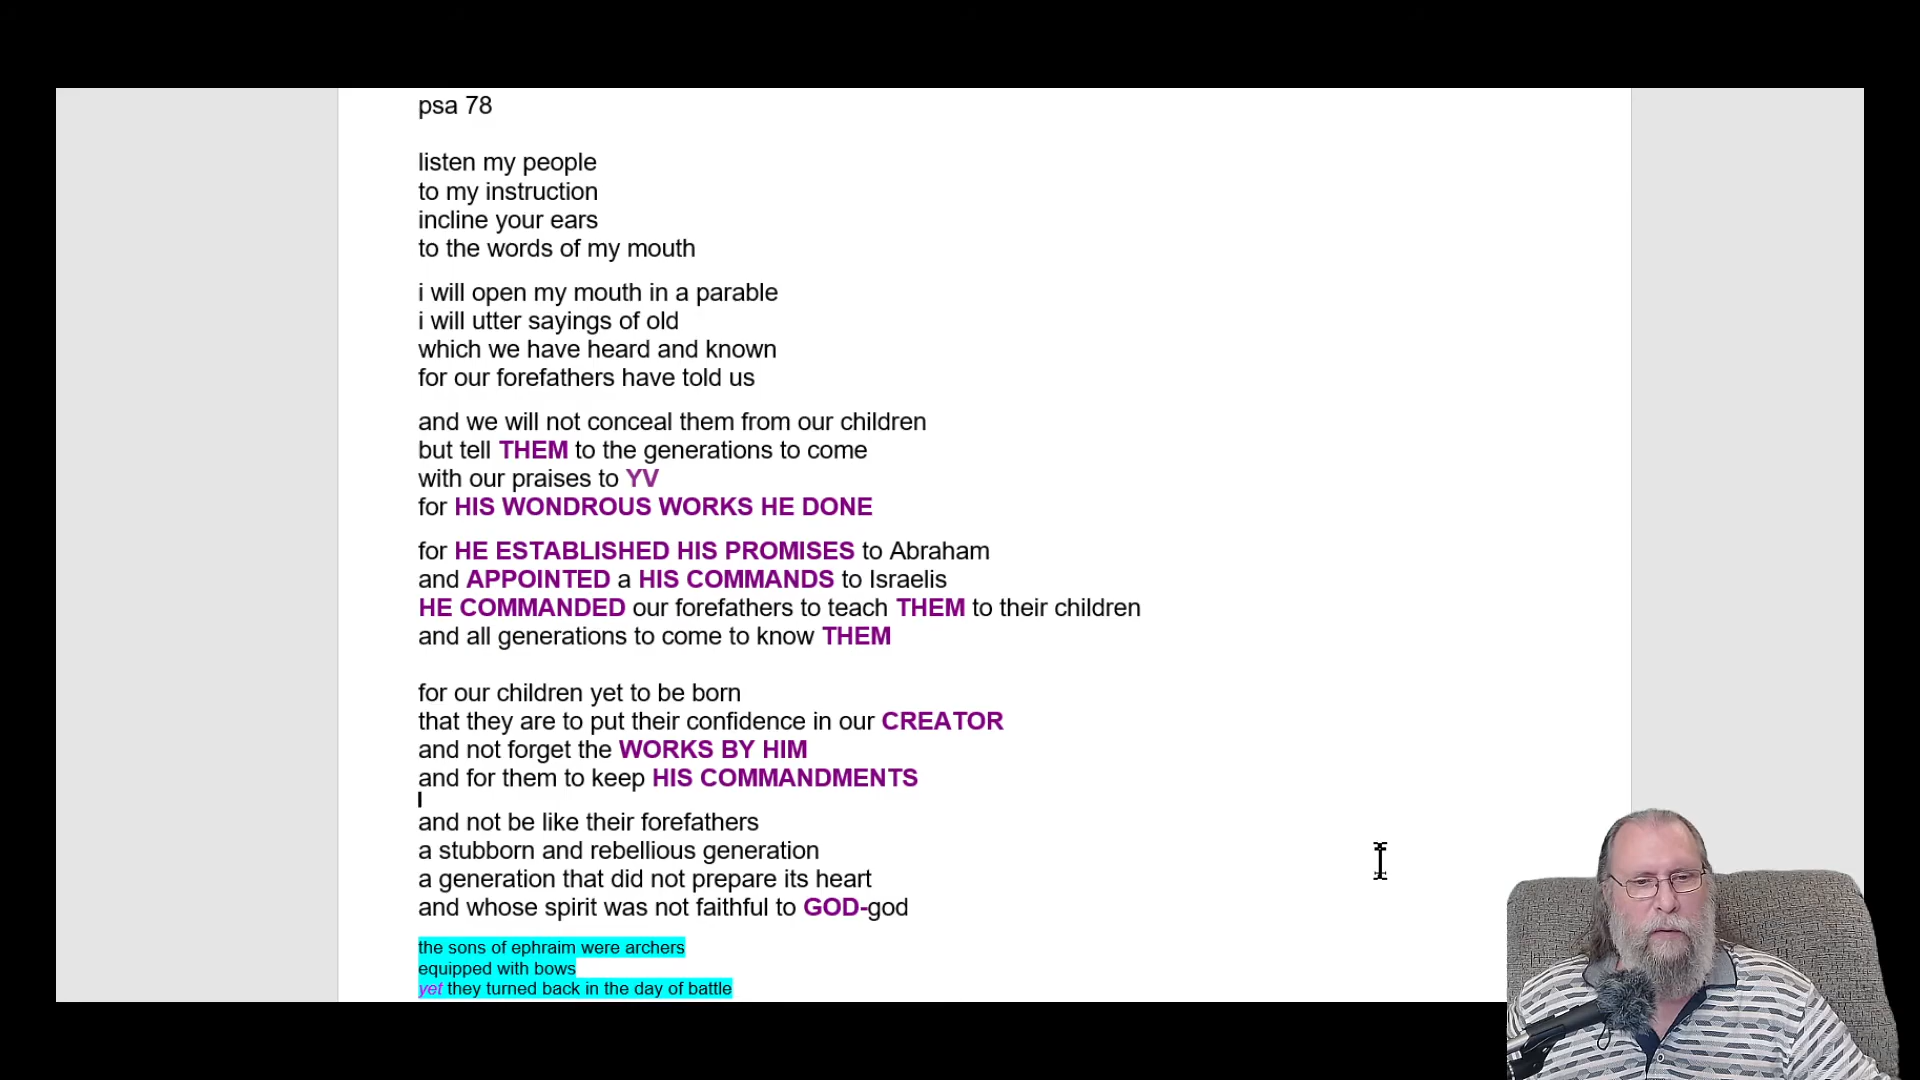 psa 78
listen my people
to my instruction
incline your ears
to the words of my mouth
i will open my mouth in a parable
i will utter sayings of old
which we have heard and known
for our forefathers have told us
and we will not conceal them from our children
but tell THEM to the generations to come
with our praises to YV
for HIS WONDROUS WORKS HE DONE
for HE ESTABLISHED HIS PROMISES to Abraham
and APPOINTED a HIS COMMANDS to Israelis
HE COMMANDED our forefathers to teach THEM to their children
and all generations to come to know THEM
for our children yet to be born
that they are to put their confidence in our CREATOR
and not forget the WORKS BY HIM
and for them to keep HIS COMMANDMENTS
and not be like their forefathers
a stubborn and rebellious generation
a generation that did not prepare its heart
and whose spirit was not faithful to GOD-god
the sons of ephraim were archers
equipped with bows
yet they turned back in the day of battle